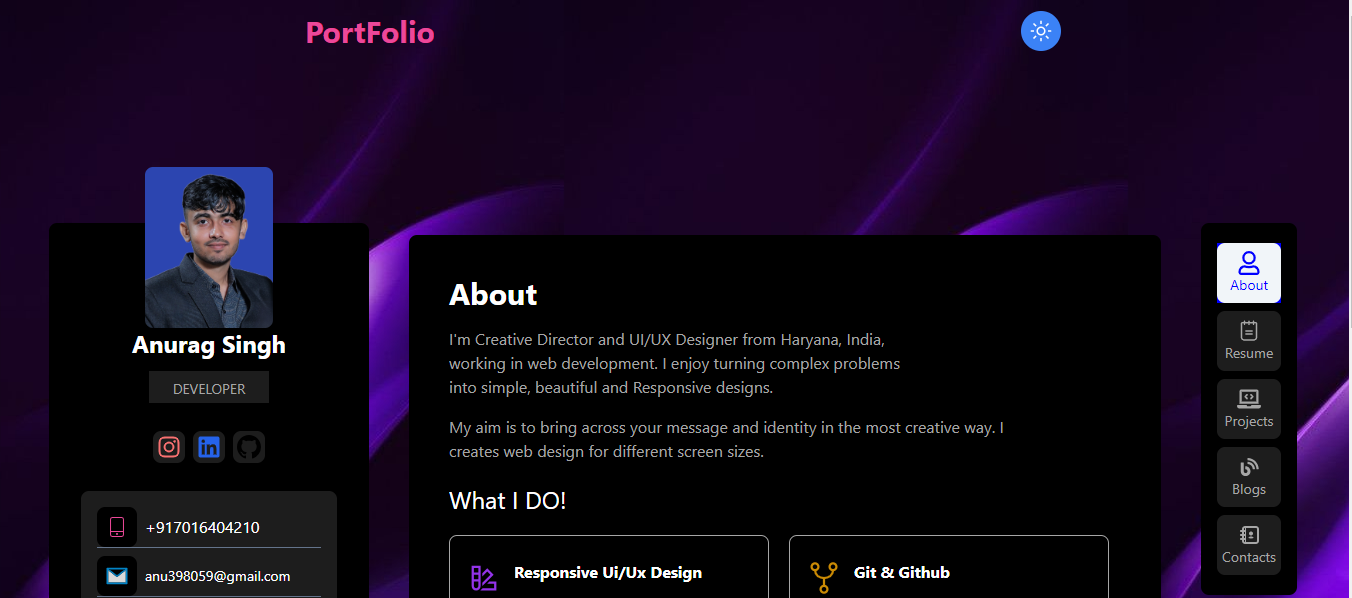 PortFolio
Anurag Singh
DEVELOPER
+917016404210
anu398059@gmail.com
About
I'm Creative Director and UI/UX Designer from Haryana, India,
working in web development. I enjoy turning complex problems
into simple, beautiful and Responsive designs.
My aim is to bring across your message and identity in the most creative way. I
creates web design for different screen sizes.
What I DO!
Responsive Ui/Ux Design
Git & Github
About
Resume
Projects
Blogs
Contacts